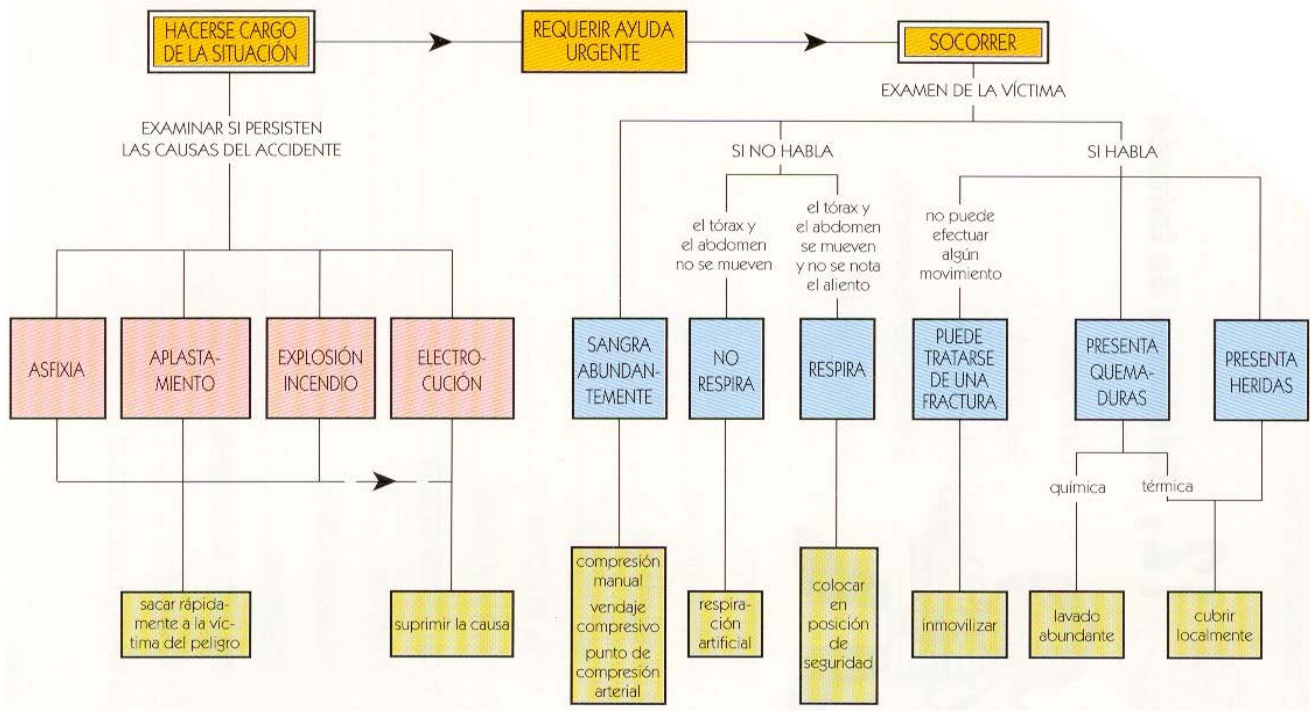 HACERSE CARGO
DE LA SITUACIÓN
REQUERIR AYUDA
URGENTE
SOCORRER
EXAMINAR SI PERSISTEN
LAS CAUSAS DEL ACCIDENTE
EXAMEN DE LA VÍCTIMA
SI NO HABLA
SI HABLA
el tórax y
el abdomen
no se mueven
el tórax y
el abdomen
se mueven
y no se nota
el aliento
no puede
efectuar
algún
movimiento
ASFIXIA
APLASTA-
MIENTO
EXPLOSIÓN
INCENDIO
ELECTRO-
CUCIÓN
SANGRA
ABUNDAN-
TEMENTE
NO
RESPIRA
RESPIRA
PUEDE
TRATARSE
DE UNA
FRACTURA
PRESENTA
QUEMA-
DURAS
PRESENTA
HERIDAS
química
térmica
sacar rápida-
mente a la víc-
tima del peligro
suprimir la causa
compresión
manual
vendaje
compresivo
punto de
compresión
arterial
respira-
ción
artificial
colocar
en
posición
de
seguridad
inmovilizar
lavado
abundante
cubrir
localmente